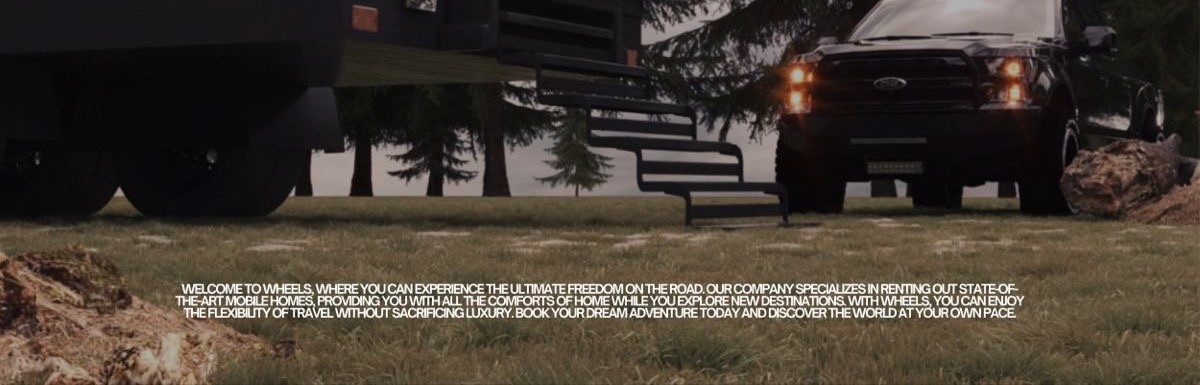 WELCOME TO WHEELS, WHERE YOU CAN EXPERIENCE THE ULTIMATE FREEDOM ON THE ROAD. OUR COMPANY SPECIALIZES IN RENTING OUT STATE-OF-
THE-ART MOBILE HOMES, PROVIDING YOU WITH ALL THE COMFORTS OF HOME WHILE YOU EXPLORE NEW DESTINATIONS. WITH WHEELS, YOU CAN ENJOY
THE FLEXIBILITY OF TRAVEL WITHOUT SACRIFICING LUXURY. BOOK YOUR DREAM ADVENTURE TODAY AND DISCOVER THE WORLD AT YOUR OWN PACE.